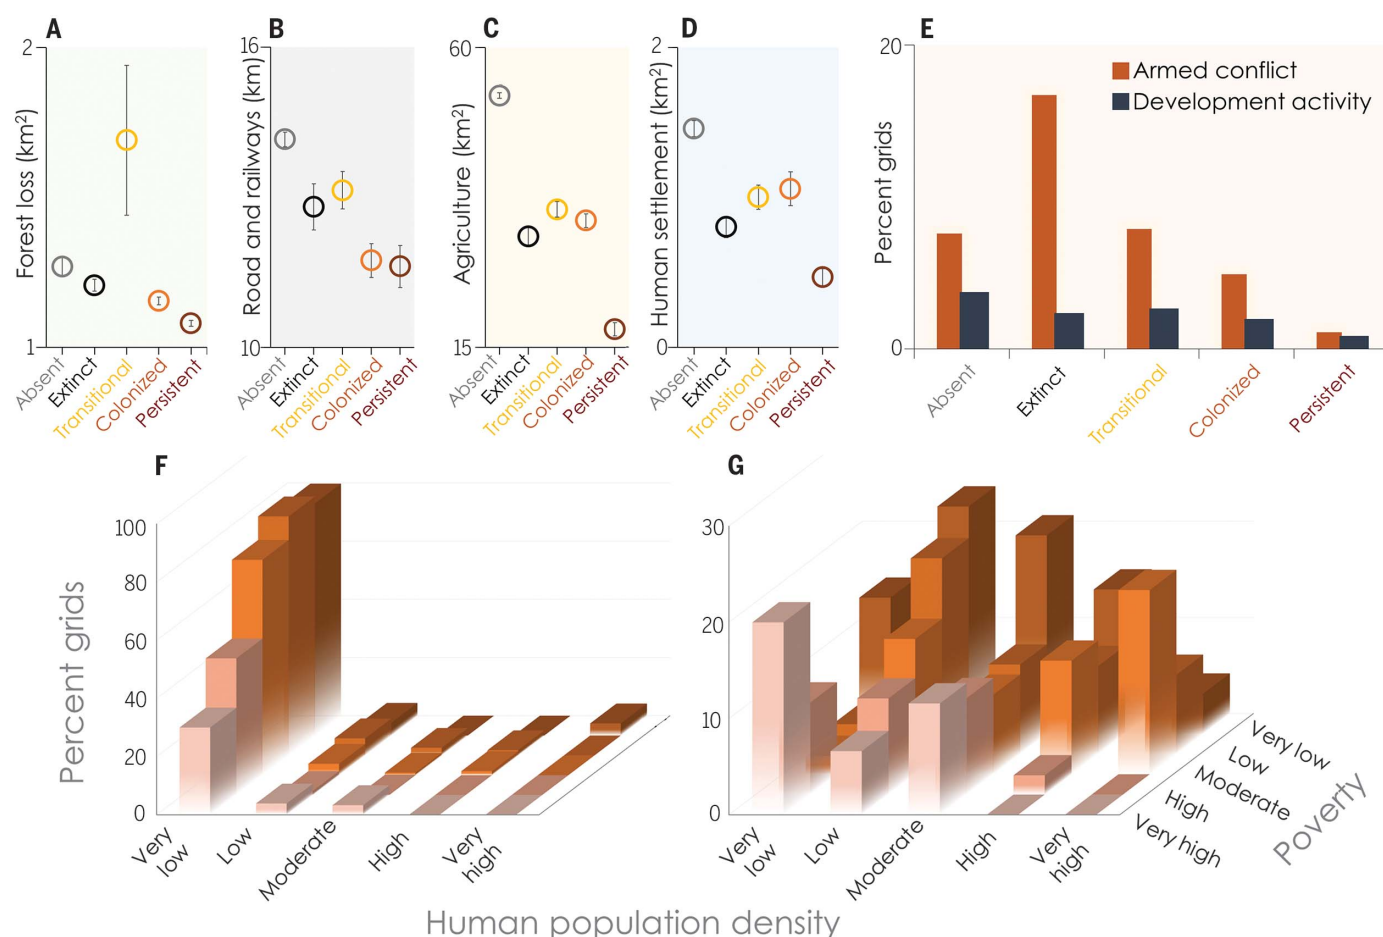 A
2
Forest loss (km²)
1
Absent
Extinct
Transitional
Colonized
Persistent
B
16
Road and railways (km)
10
Absent
Extinct
Transitional
Colonized
Persistent
C
60
Agriculture (km²)
15
Absent
Extinct
Transitional
Colonized
Persistent
D
2
Human settlement (km²)
0
Absent
Extinct
Transitional
Colonized
Persistent
E
20
Percent grids
0
Armed conflict
Development activity
Absent
Extinct
Transitional
Colonized
Persistent
F
100
80
60
40
20
0
Percent grids
Very
low
Low
Moderate
High
Very
high
G
30
20
10
0
Very
low
Low
Moderate
High
Very
high
Very low
Low
Moderate
High
Very high
Poverty
Human population density